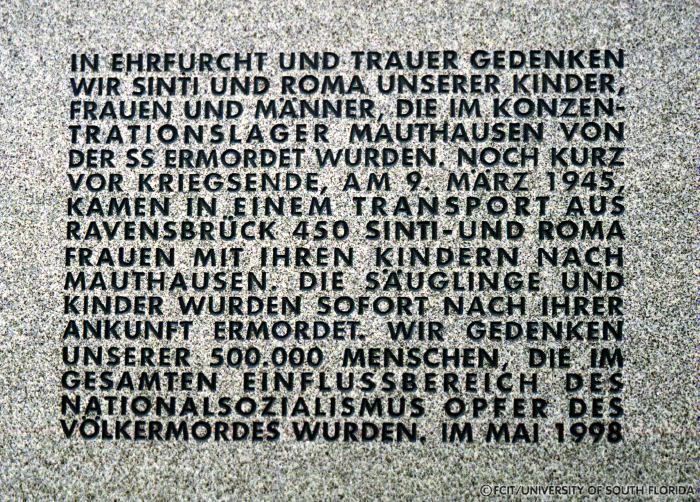 IN EHRFURCHT UND TRAUER GEDENKEN
WIR SINTI UND ROMA UNSERER KINDER,
FRAUEN UND MÄNNER, DIE IM KONZEN-
TRATIONSLAGER MAUTHAUSEN VON
DER SS ERMORDET WURDEN. NOCH KURZ
VOR KRIEGSENDE, AM 9. MÄRZ 1945,
KAMEN IN EINEM TRANSPORT AUS
RAVENSBRÜCK 450 SINTI-UND ROMA
FRAUEN MIT IHREN KINDERN NACH
MAUTHAUSEN. DIE SÄUGLINGE UND
KINDER WURDEN SOFORT NACH IHRER
ANKUNFT ERMORDET. WIR GEDENKEN
UNSERER 500.000 MENSCHEN, DIE IM
GESAMTEN EINFLUSSBEREICH DES
NATIONALSOZIALISMUS OPFER DES
VÖLKERMORDES WURDEN. IM MAI 1998
©FCIT/UNIVERSITY OF SOUTH FLORIDA